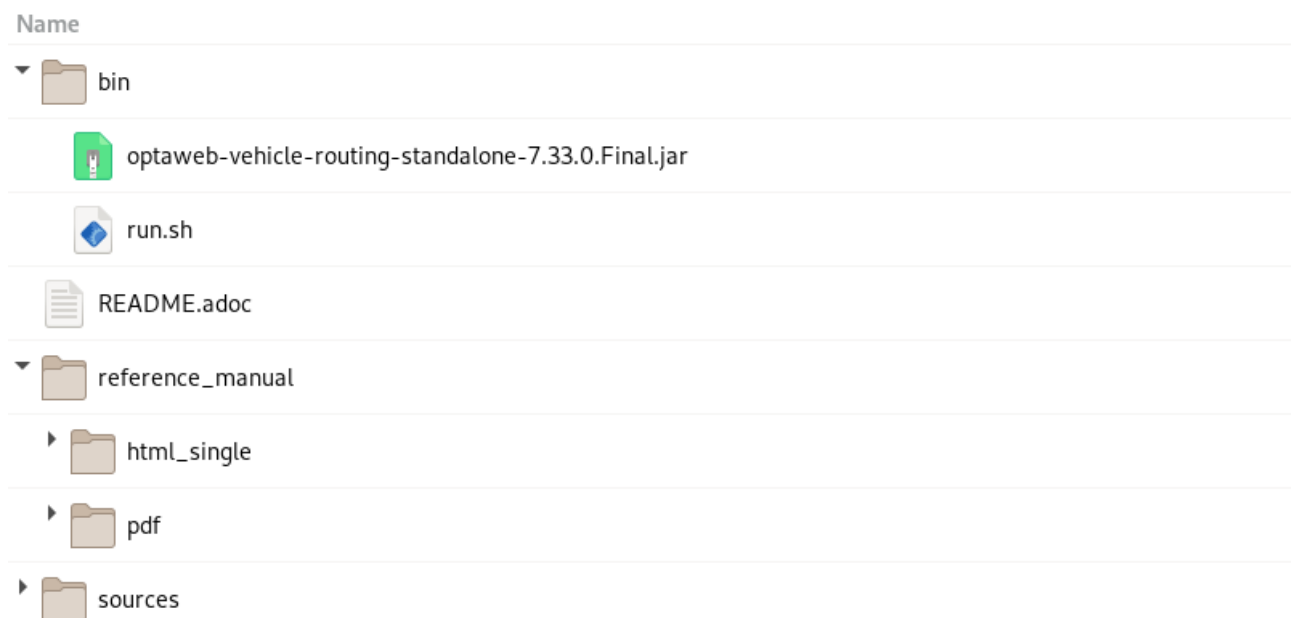 Name
bin
optaweb-vehicle-routing-standalone-7.33.0.Final.jar
run.sh
README.adoc
reference_manual
html_single
pdf
sources